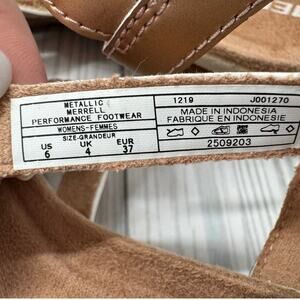 METALLIC
MERRELL
PERFORMANCE FOOTWEAR
WOMENS-FEMMES
SIZE-GRANDEUR
US UK EUR
6 4 37
1219 J001270
MADE IN INDONESIA
FABRIQUE EN INDONESIA
2509203